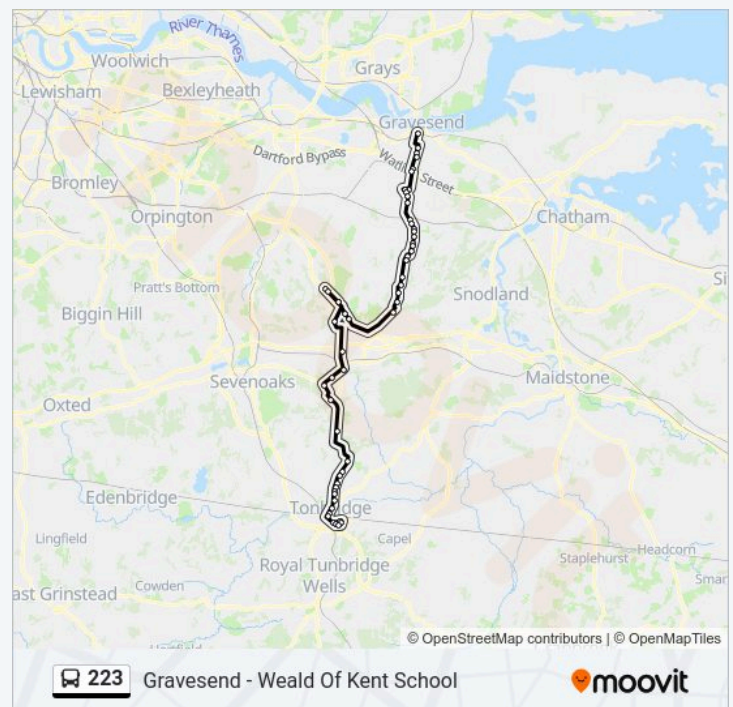 River Thames
Woolwich
Grays
Lewisham
Bexleyheath
Gravesend
Dartford Bypass
Watling Street
Bromley
Orpington
Chatham
Pratt's Bottom
Snodland
Si
Biggin Hill
Sevenoaks
Maidstone
Oxted
Edenbridge
Tonbridge
Lingfield
Capel
Headcorn
Staplehurst
Royal Tunbridge
Wells
Smar
Cowden
ast Grinstead
© OpenStreetMap contributors | © OpenMapTiles
223 Gravesend - Weald Of Kent School
moovit